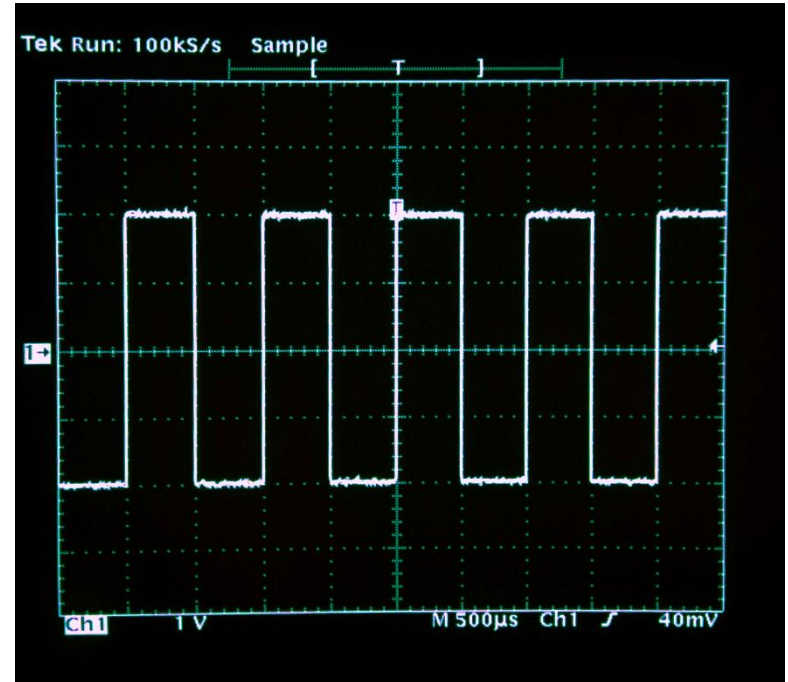 Tek Run: 100kS/s Sample
[ T ]
T
1→
Ch1 1 V M 500µs Ch1 ƒ 40mV